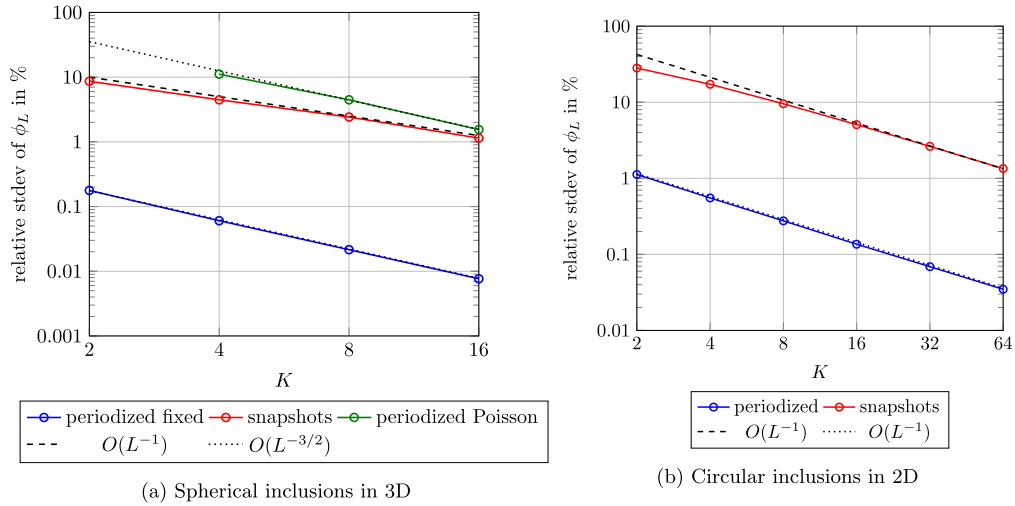 100
10
1
0.1
0.01
0.001
2 4 8 16
relative stdev of ϕ_L in %
K
periodized fixed snapshots periodized Poisson
O(L^{-1}) O(L^{-3/2})
(a) Spherical inclusions in 3D
100
10
1
0.1
0.01
2 4 8 16 32 64
relative stdev of ϕ_L in %
K
periodized snapshots
O(L^{-1}) O(L^{-1})
(b) Circular inclusions in 2D